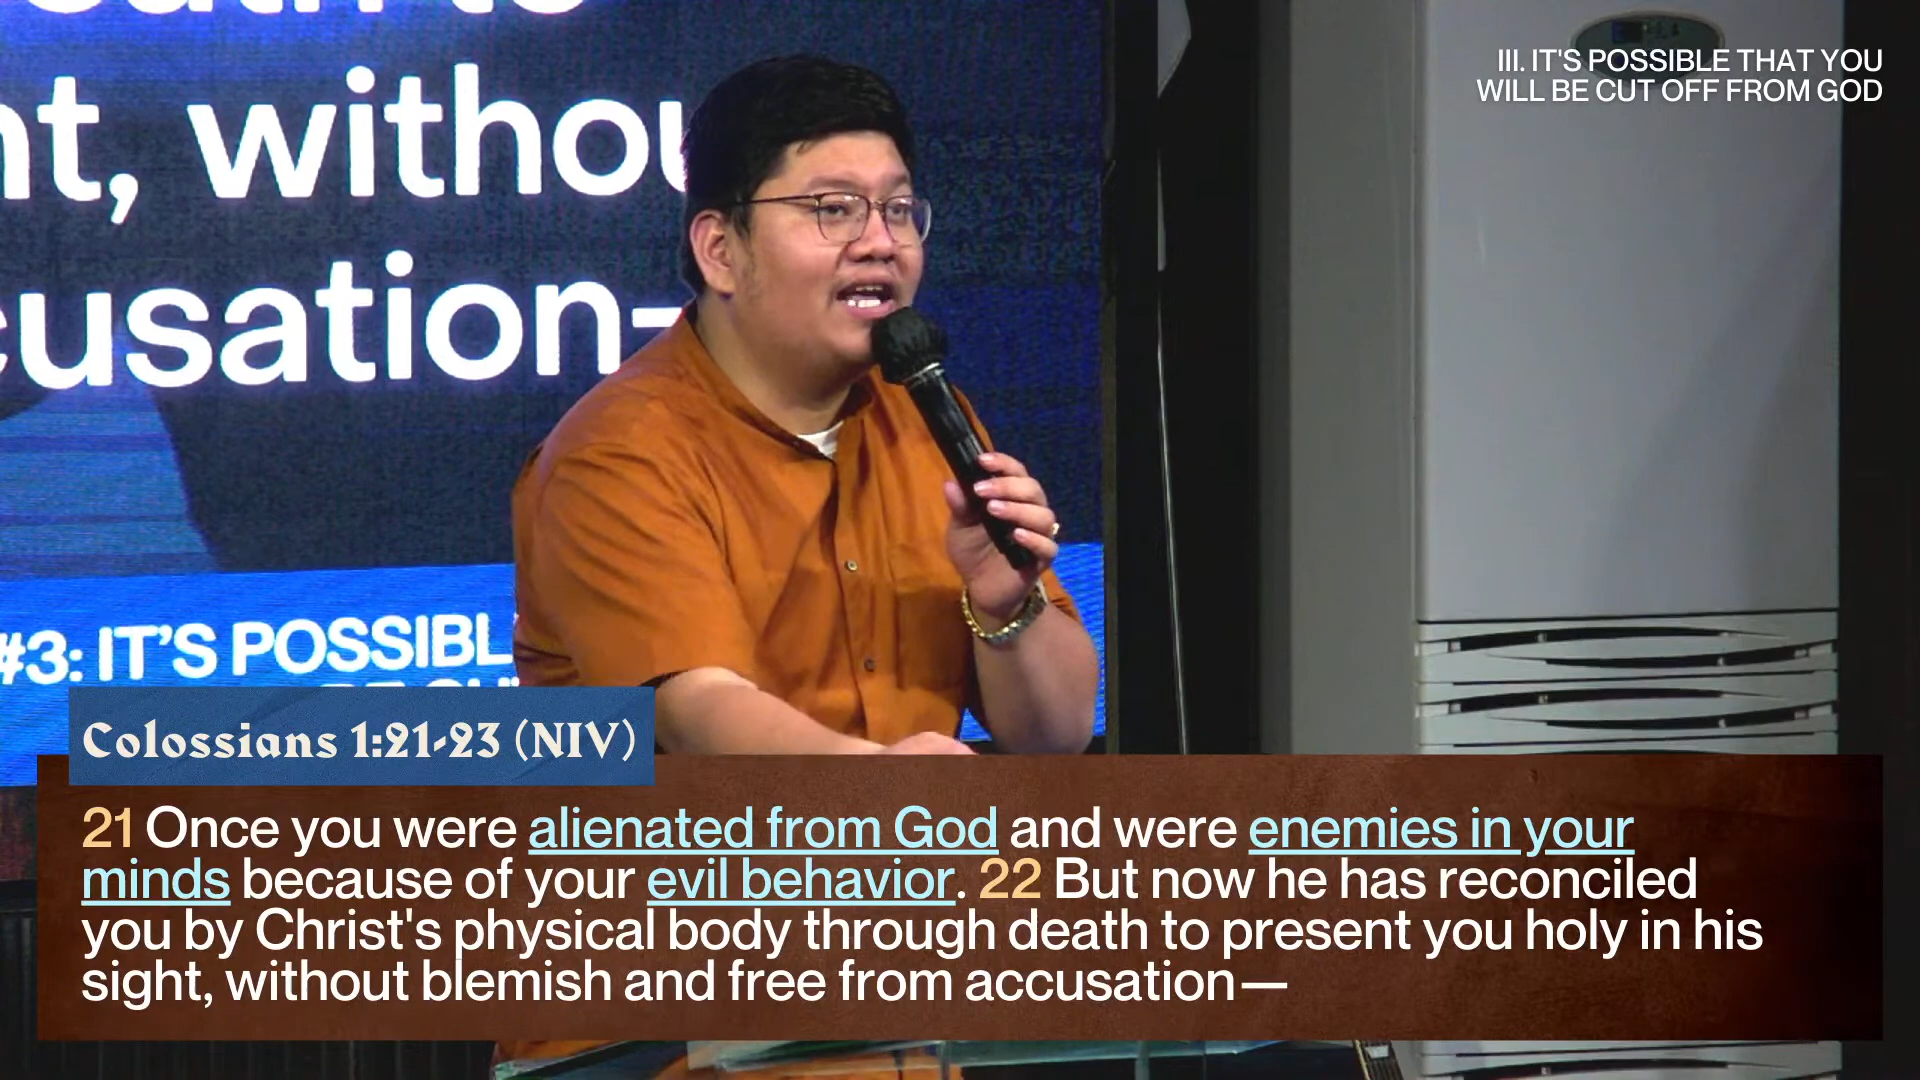 nt, withou
cusation-
III. IT'S POSSIBLE THAT YOU
WILL BE CUT OFF FROM GOD
#3: IT'S POSSIBL
Colossians 1:21-23 (NIV)
21 Once you were alienated from God and were enemies in your
minds because of your evil behavior. 22 But now he has reconciled
you by Christ's physical body through death to present you holy in his
sight, without blemish and free from accusation—